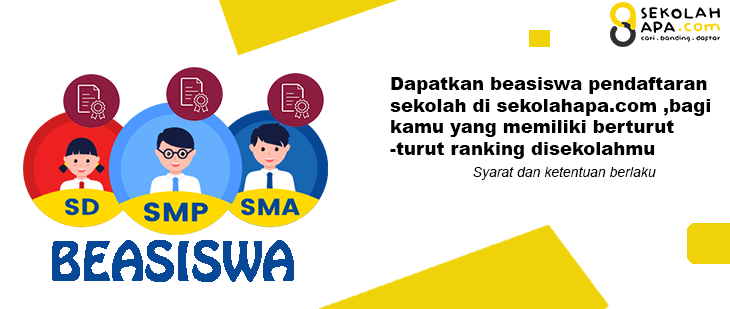 SEKOLAH
APA.com
cari . banding . daftar
Dapatkan beasiswa pendaftaran
sekolah di sekolahapa.com ,bagi
kamu yang memiliki berturut
-turut ranking disekolahmu
Syarat dan ketentuan berlaku
SD
SMP
SMA
BEASISWA